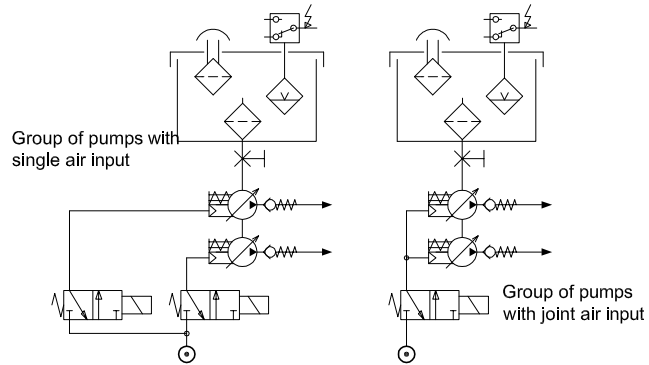 Group of pumps with
single air input
Group of pumps
with joint air input